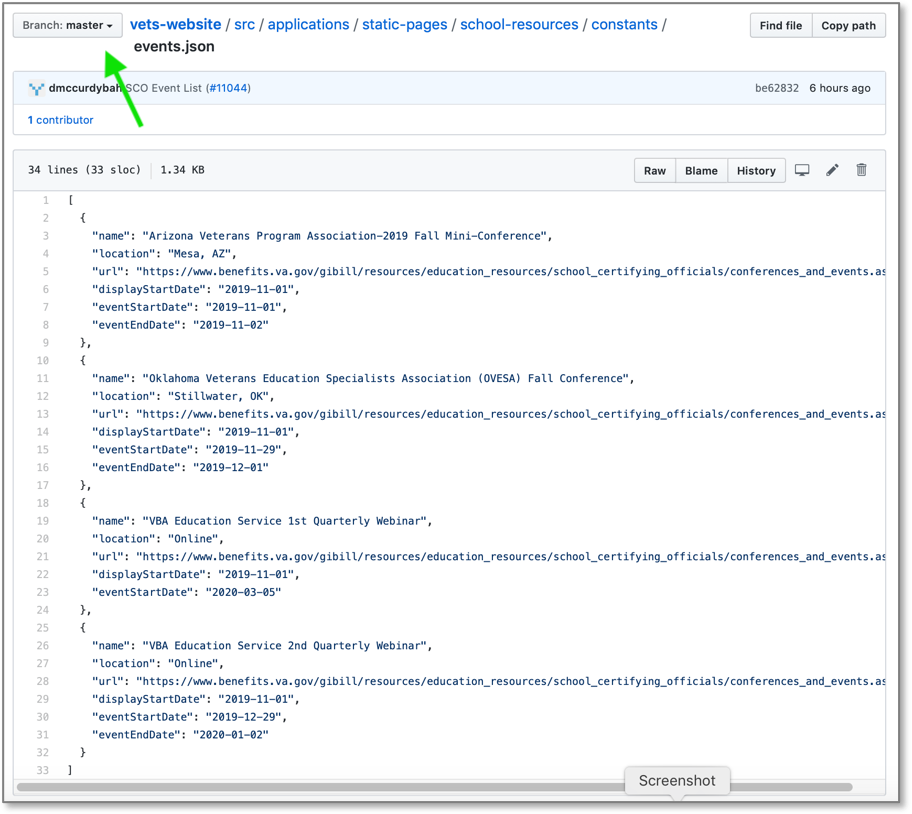 Branch: master
vets-website / src / applications / static-pages / school-resources / constants /
events.json
Find file
Copy path
dmccurdybah SCO Event List (#11044)
be62832 6 hours ago
1 contributor
34 lines (33 sloc) 1.34 KB
Raw Blame History
1 [
2 {
3 "name": "Arizona Veterans Program Association-2019 Fall Mini-Conference",
4 "location": "Mesa, AZ",
5 "url": "https://www.benefits.va.gov/gibill/resources/education_resources/school_certifying_officials/conferences_and_events.as
6 "displayStartDate": "2019-11-01",
7 "eventStartDate": "2019-11-01",
8 "eventEndDate": "2019-11-02"
9 },
10 {
11 "name": "Oklahoma Veterans Education Specialists Association (OVESA) Fall Conference",
12 "location": "Stillwater, OK",
13 "url": "https://www.benefits.va.gov/gibill/resources/education_resources/school_certifying_officials/conferences_and_events.as
14 "displayStartDate": "2019-11-01",
15 "eventStartDate": "2019-11-29",
16 "eventEndDate": "2019-12-01"
17 },
18 {
19 "name": "VBA Education Service 1st Quarterly Webinar",
20 "location": "Online",
21 "url": "https://www.benefits.va.gov/gibill/resources/education_resources/school_certifying_officials/conferences_and_events.as
22 "displayStartDate": "2019-11-01",
23 "eventStartDate": "2020-03-05"
24 },
25 {
26 "name": "VBA Education Service 2nd Quarterly Webinar",
27 "location": "Online",
28 "url": "https://www.benefits.va.gov/gibill/resources/education_resources/school_certifying_officials/conferences_and_events.as
29 "displayStartDate": "2019-11-01",
30 "eventStartDate": "2019-12-29",
31 "eventEndDate": "2020-01-02"
32 }
33 ]
Screenshot